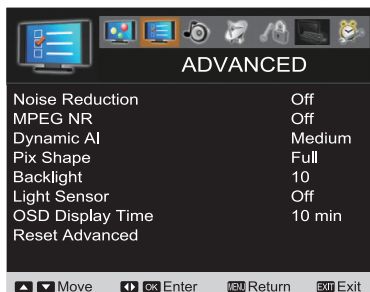 ADVANCED
Noise Reduction Off
MPEG NR Off
Dynamic AI Medium
Pix Shape Full
Backlight 10
Light Sensor Off
OSD Display Time 10 min
Reset Advanced
Move OK Enter MENU Return EXIT Exit